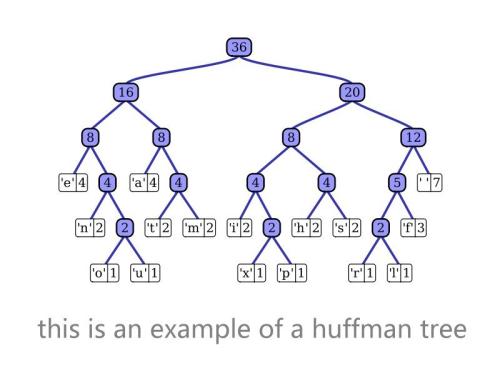 36
16 20
8 8 8 12
'e' 4 4 'a' 4 4 4 4 5 ' ' 7
'n' 2 2 't' 2 'm' 2 'i' 2 2 'h' 2 's' 2 2 'f' 3
'o' 1 'u' 1 'x' 1 'p' 1 'r' 1 'l' 1
this is an example of a huffman tree